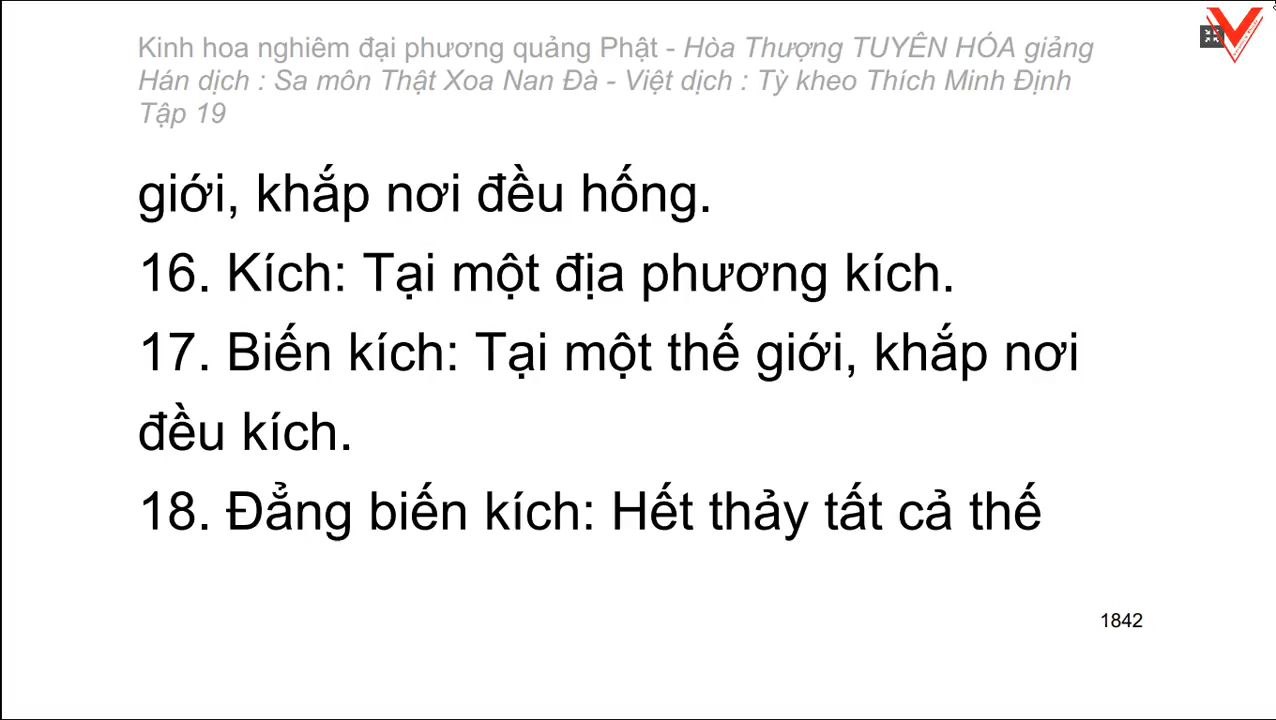 Kinh hoa nghiêm đại phương quảng Phật - Hòa Thượng TUYÊN HÓA giảng
Hán dịch : Sa môn Thật Xoa Nan Đà - Việt dịch : Tỳ kheo Thích Minh Định
Tập 19
giới, khắp nơi đều hống.
16. Kích: Tại một địa phương kích.
17. Biến kích: Tại một thế giới, khắp nơi
đều kích.
18. Đẳng biến kích: Hết thảy tất cả thế
1842